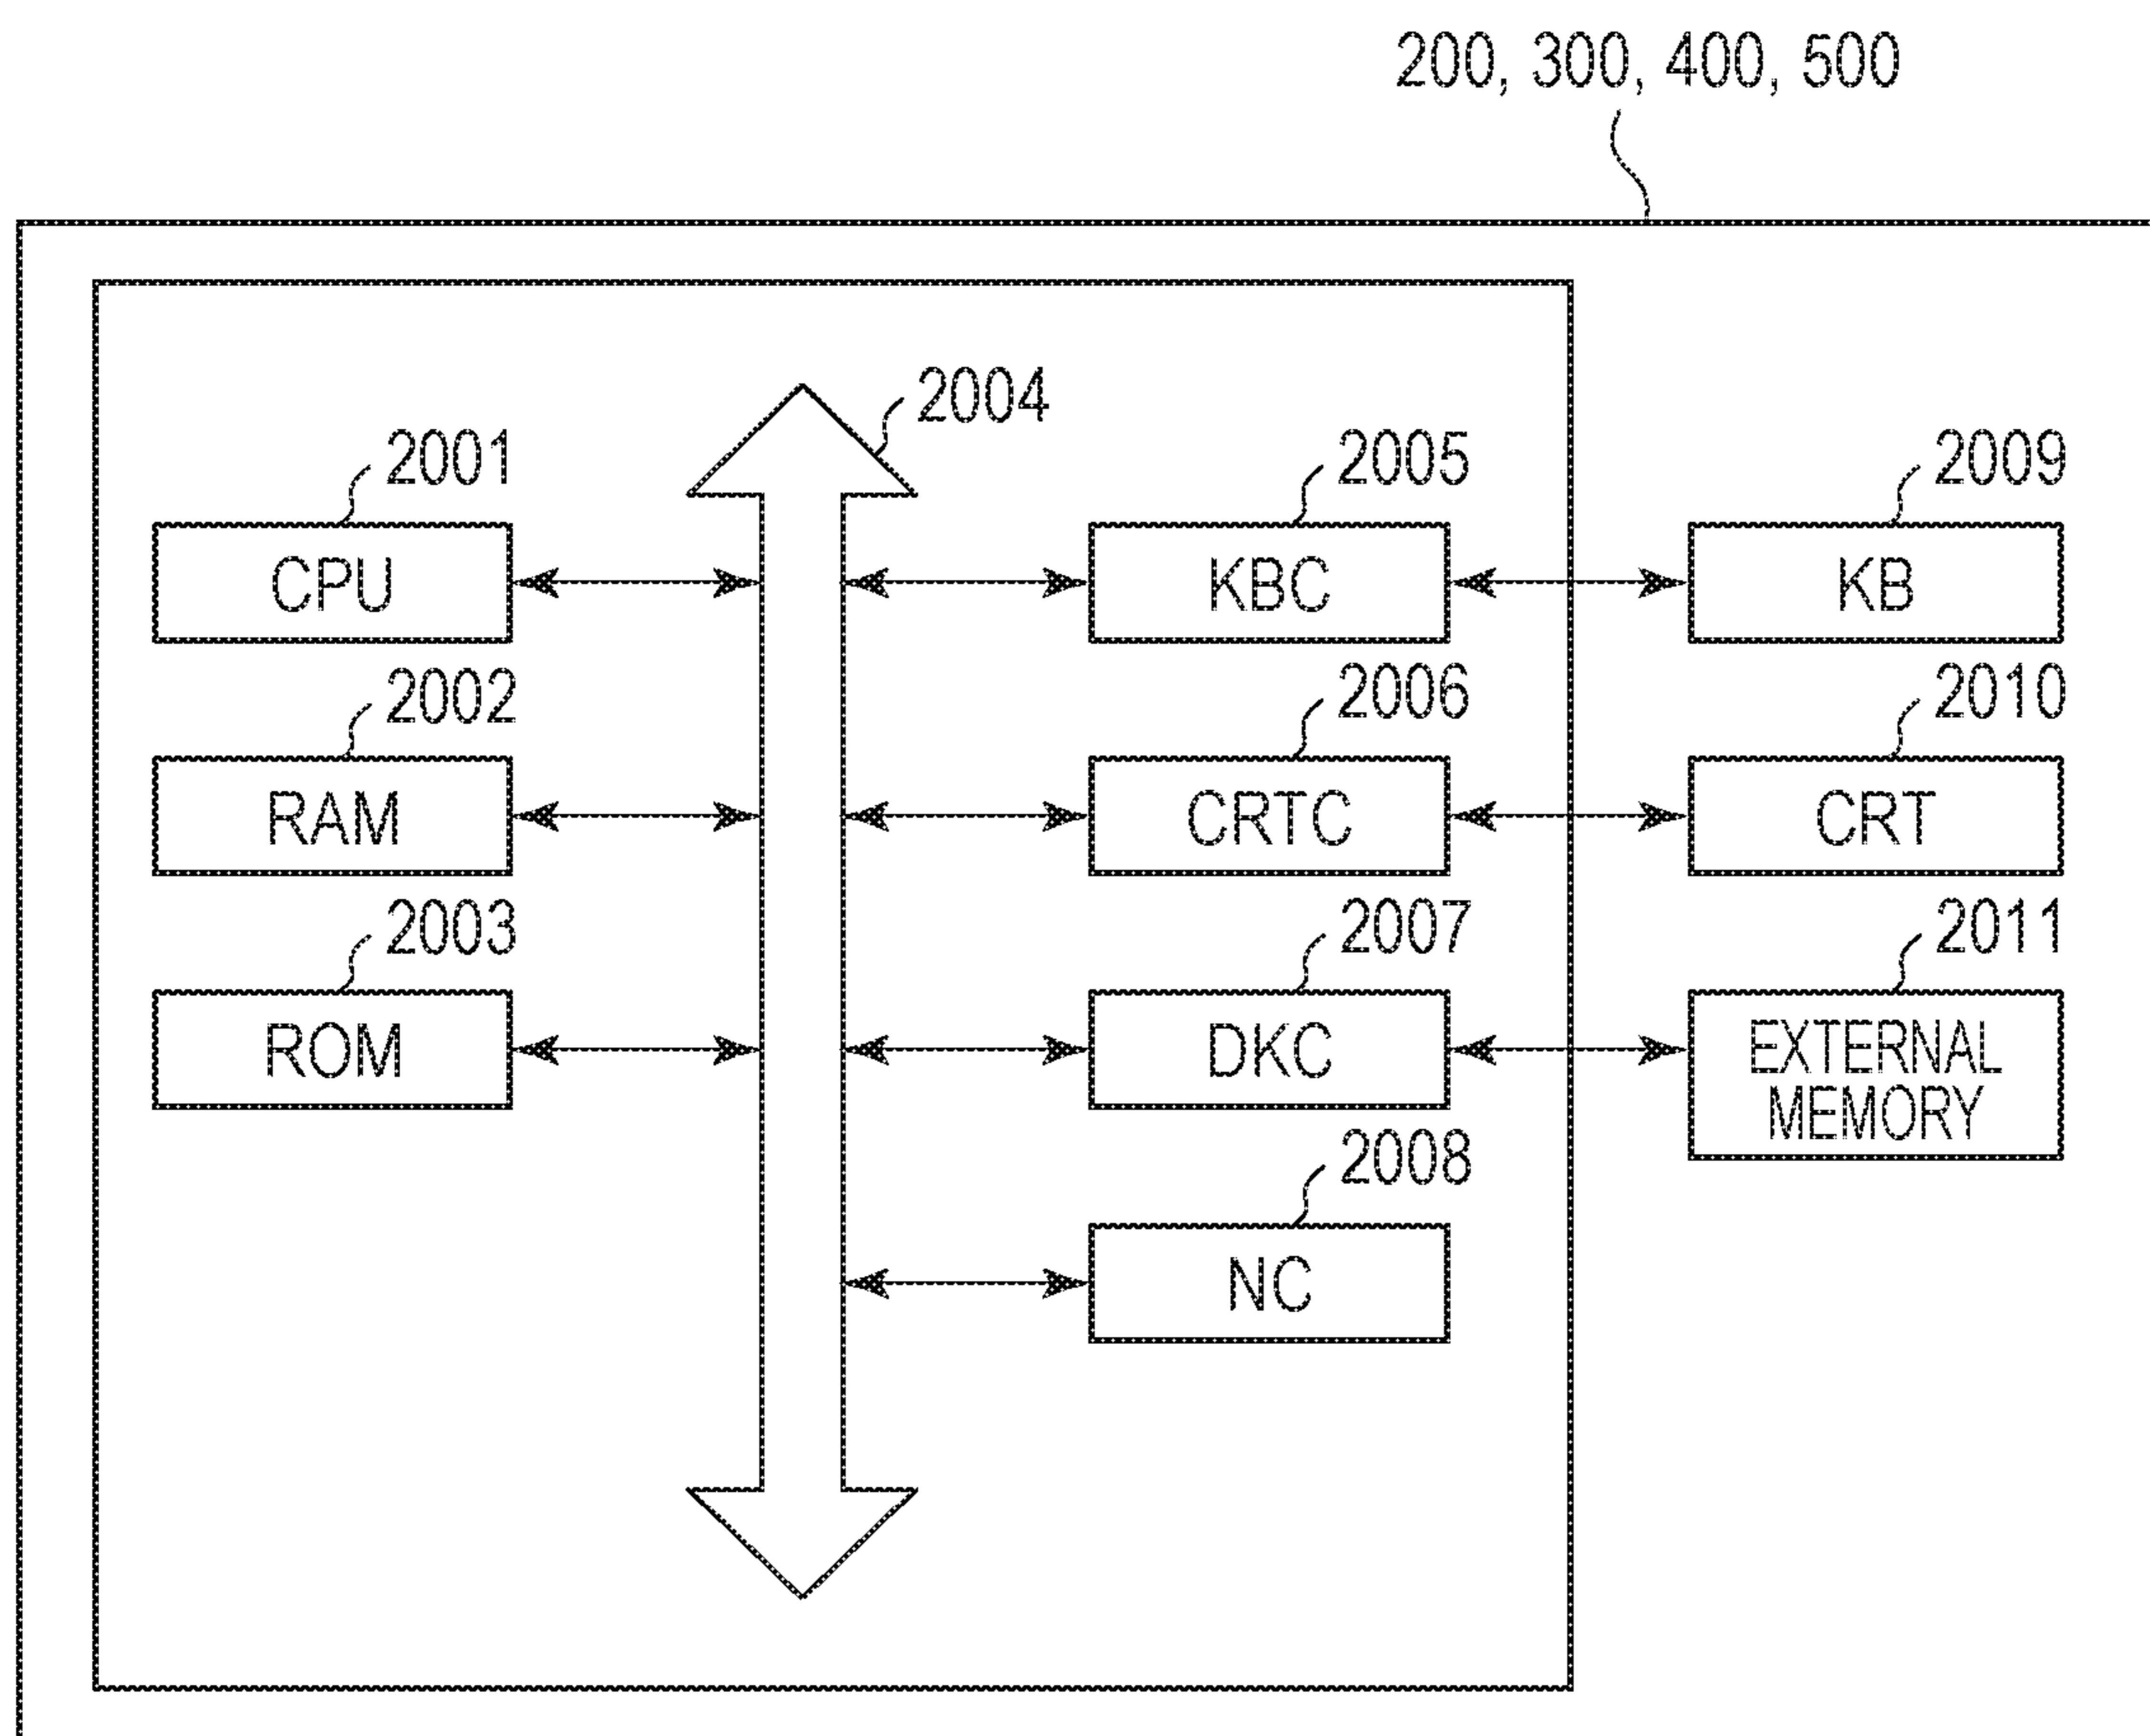 200, 300, 400, 500
2004
2001
2005
2009
CPU
KBC
KB
2002
2006
2010
RAM
CRTC
CRT
2003
2007
2011
ROM
DKC
EXTERNAL
MEMORY
2008
NC